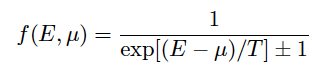 f(E, μ) = 1 / (exp[(E − μ)/T] ± 1)